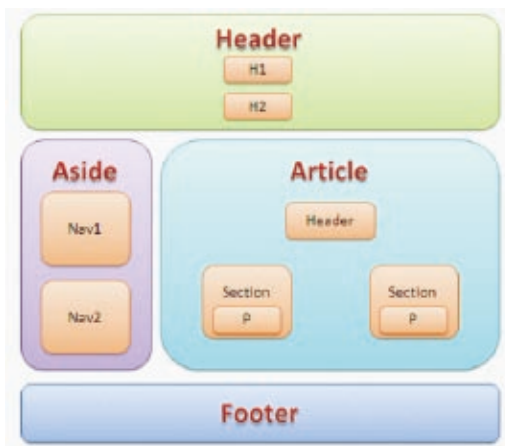 Header
H1
H2
Aside
Nav1
Nav2
Article
Header
Section
P
Section
P
Footer